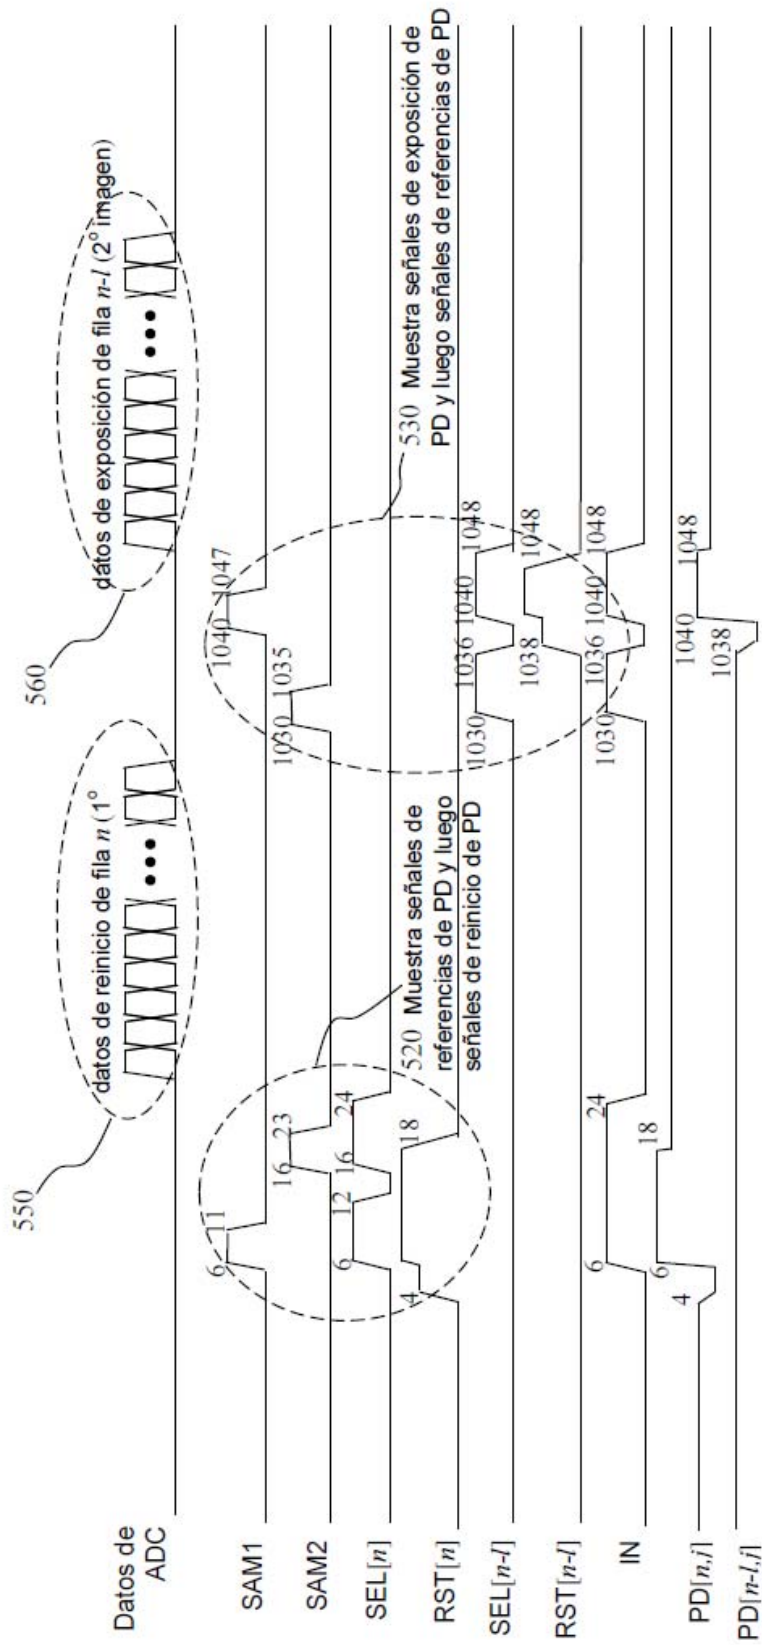 550
560
datos de reinicio de fila n (1º
dátos de exposición de fila n-l (2º imagen)
Datos de
ADC
SAM1
6 11 1040 1047
SAM2
16 23 1030 1035
SEL[n]
6 12 16 24
RST[n]
4 18
520 Muestra señales de
referencias de PD y luego
señales de reinicio de PD
530 Muestra señales de exposición de
PD y luego señales de referencias de PD
SEL[n-l]
1030 1036 1040 1048
RST[n-l]
1038 1048
IN
6 24 1030 1036 1040 1048
PD[n,i]
4 6 18
PD[n-l,i]
1038 1040 1048